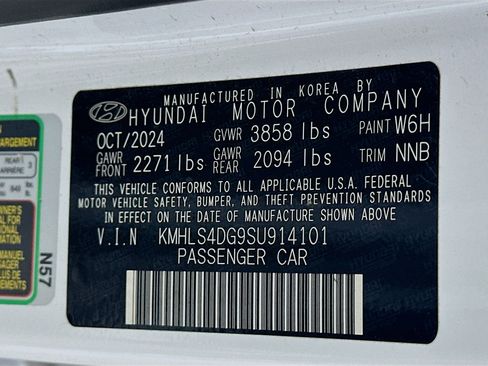 MANUFACTURED IN KOREA BY
HYUNDAI MOTOR COMPANY
OCT/2024 GVWR 3858 lbs PAINT W6H
GAWR FRONT 2271 lbs GAWR REAR 2094 lbs TRIM NNB
THIS VEHICLE CONFORMS TO ALL APPLICABLE U.S.A. FEDERAL
MOTOR VEHICLE SAFETY, BUMPER, AND THEFT PREVENTION STANDARDS
IN EFFECT ON THE DATE OF MANUFACTURE SHOWN ABOVE
V.I.N KMHLS4DG9SU914101
PASSENGER CAR
REAR 3
N57